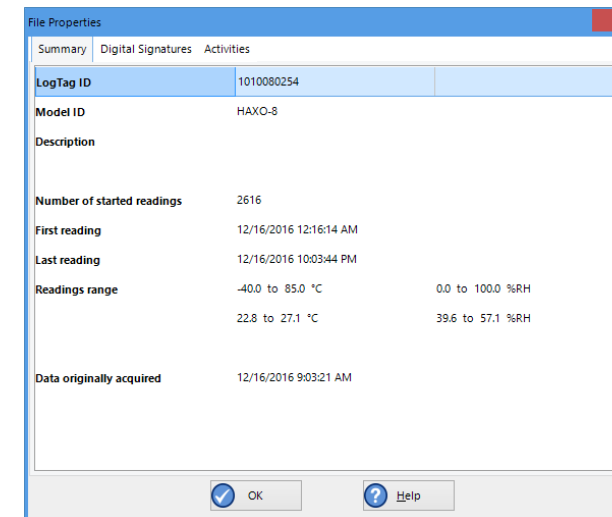 File Properties
Summary Digital Signatures Activities
LogTag ID 1010080254
Model ID HAXO-8
Description
Number of started readings 2616
First reading 12/16/2016 12:16:14 AM
Last reading 12/16/2016 10:03:44 PM
Readings range -40.0 to 85.0 °C 0.0 to 100.0 %RH
22.8 to 27.1 °C 39.6 to 57.1 %RH
Data originally acquired 12/16/2016 9:03:21 AM
OK Help